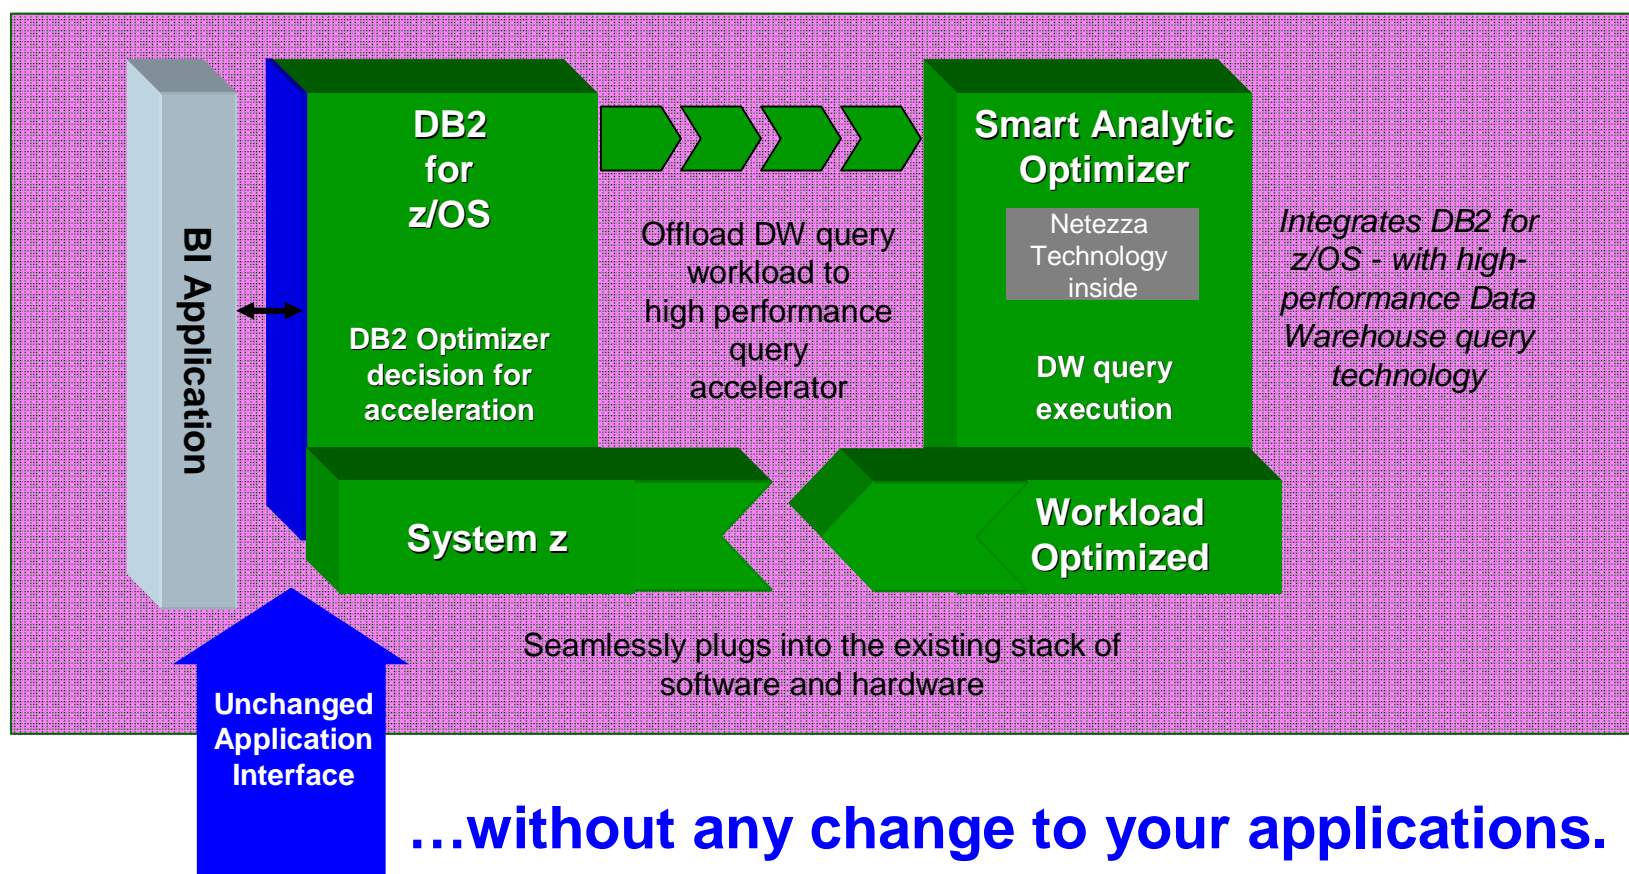 BI Application
DB2
for
z/OS
DB2 Optimizer
decision for
acceleration
Offload DW query
workload to
high performance
query
accelerator
Smart Analytic
Optimizer
Netezza
Technology
inside
DW query
execution
Integrates DB2 for
z/OS - with high-
performance Data
Warehouse query
technology
System z
Workload
Optimized
Seamlessly plugs into the existing stack of
software and hardware
Unchanged
Application
Interface
…without any change to your applications.